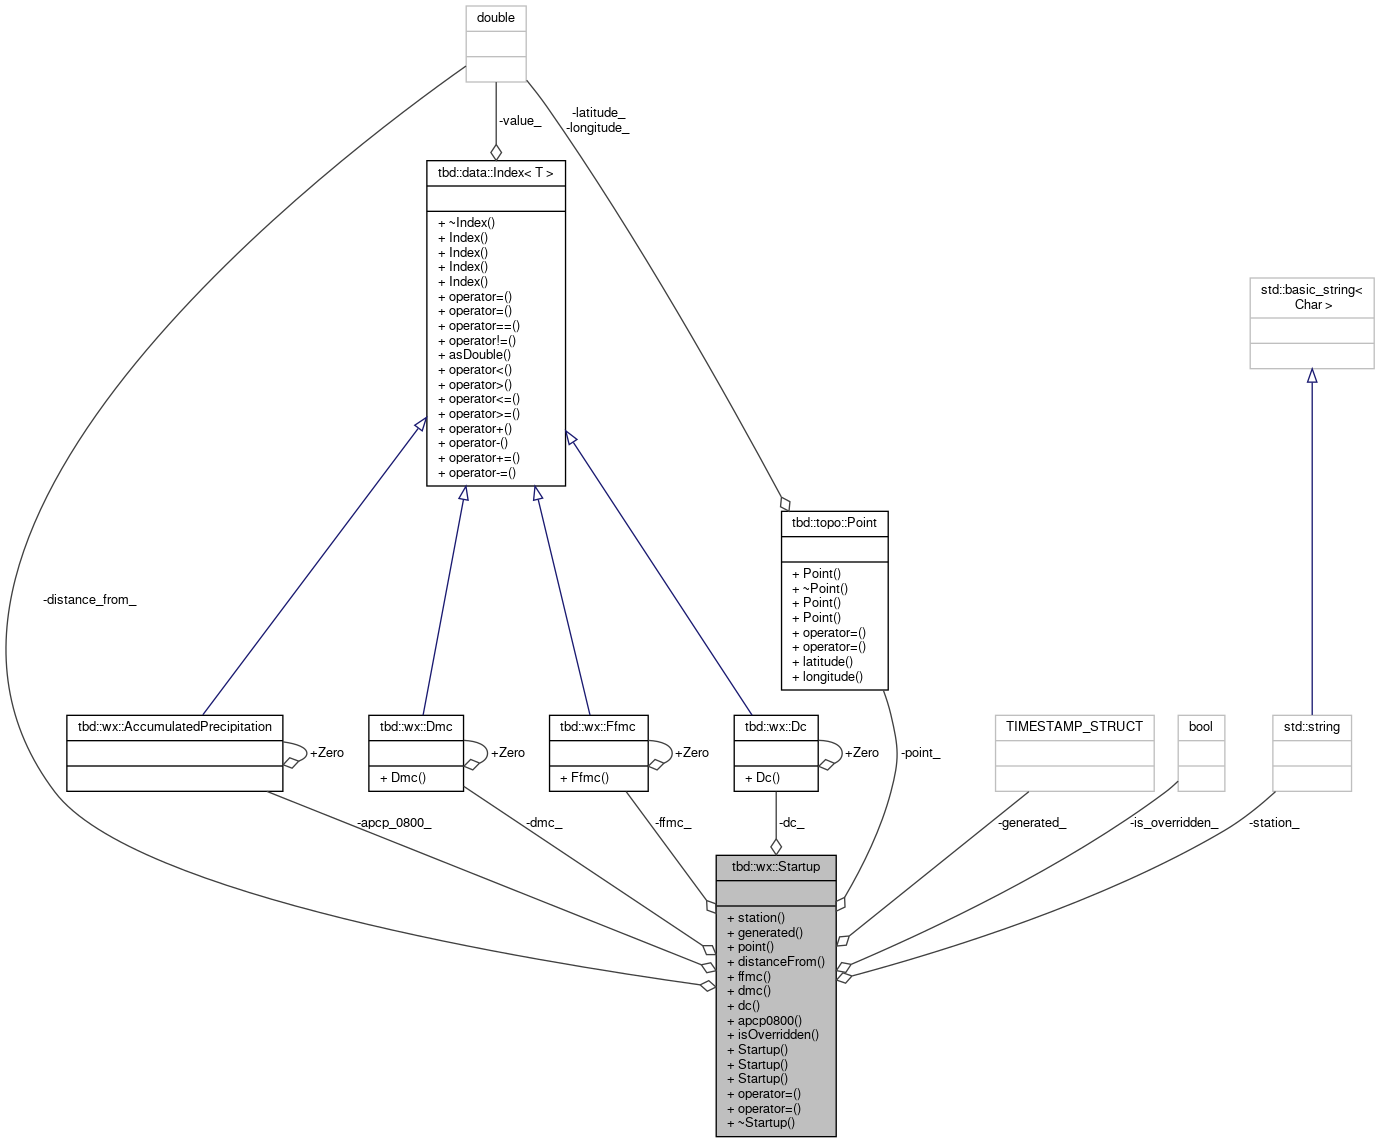 double
-value_
-latitude_
-longitude_
tbd::data::Index< T >
+ ~Index()
+ Index()
+ Index()
+ Index()
+ Index()
+ operator=()
+ operator=()
+ operator==()
+ operator!=()
+ asDouble()
+ operator<()
+ operator>()
+ operator<=()
+ operator>=()
+ operator+()
+ operator-()
+ operator+=()
+ operator-=()
std::basic_string<
Char >
tbd::topo::Point
+ Point()
+ ~Point()
+ Point()
+ Point()
+ operator=()
+ operator=()
+ latitude()
+ longitude()
-distance_from_
tbd::wx::AccumulatedPrecipitation
+Zero
tbd::wx::Dmc
+ Dmc()
+Zero
tbd::wx::Ffmc
+ Ffmc()
+Zero
tbd::wx::Dc
+ Dc()
+Zero
-point_
TIMESTAMP_STRUCT
bool
std::string
-apcp_0800_
-dmc_
-ffmc_
-dc_
-generated_
-is_overridden_
-station_
tbd::wx::Startup
+ station()
+ generated()
+ point()
+ distanceFrom()
+ ffmc()
+ dmc()
+ dc()
+ apcp0800()
+ isOverridden()
+ Startup()
+ Startup()
+ Startup()
+ operator=()
+ operator=()
+ ~Startup()